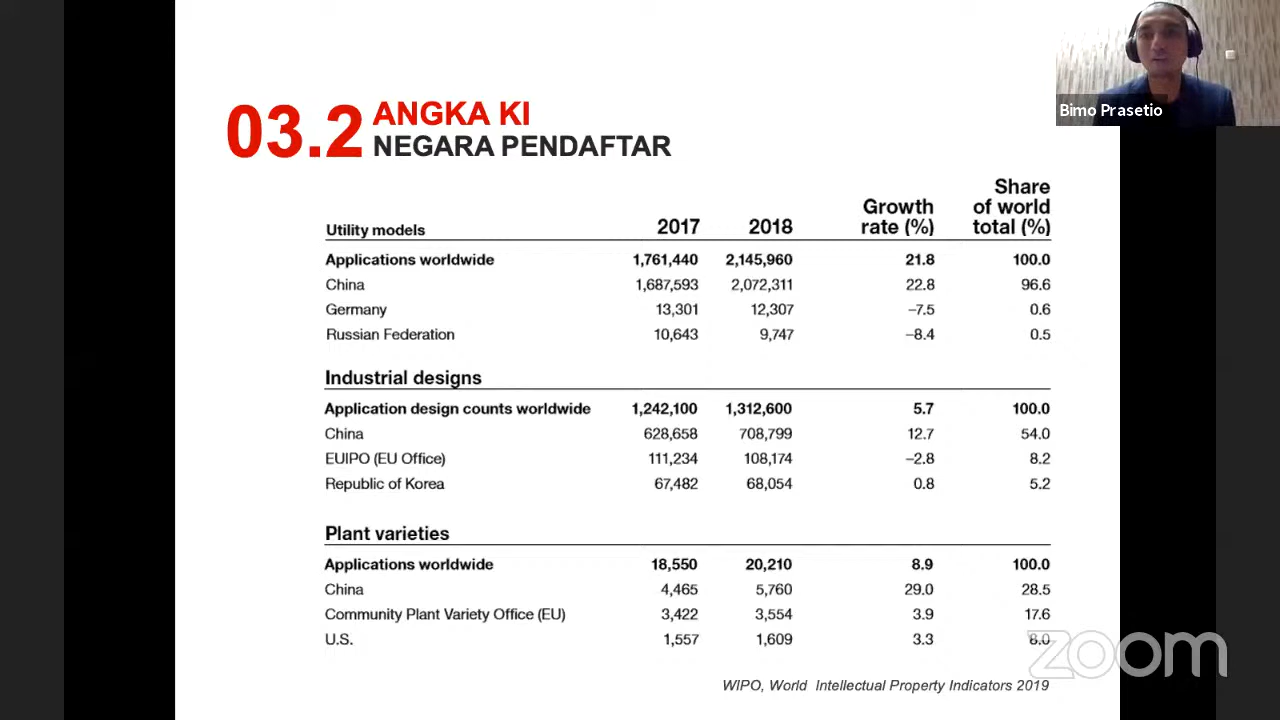 Bimo Prasetio
03.2 ANGKA KI
NEGARA PENDAFTAR
Utility models 2017 2018 Growth rate (%) Share of world total (%)
Applications worldwide 1,761,440 2,145,960 21.8 100.0
China 1,687,593 2,072,311 22.8 96.6
Germany 13,301 12,307 –7.5 0.6
Russian Federation 10,643 9,747 –8.4 0.5
Industrial designs
Application design counts worldwide 1,242,100 1,312,600 5.7 100.0
China 628,658 708,799 12.7 54.0
EUIPO (EU Office) 111,234 108,174 –2.8 8.2
Republic of Korea 67,482 68,054 0.8 5.2
Plant varieties
Applications worldwide 18,550 20,210 8.9 100.0
China 4,465 5,760 29.0 28.5
Community Plant Variety Office (EU) 3,422 3,554 3.9 17.6
U.S. 1,557 1,609 3.3 8.0
zoom
WIPO, World Intellectual Property Indicators 2019